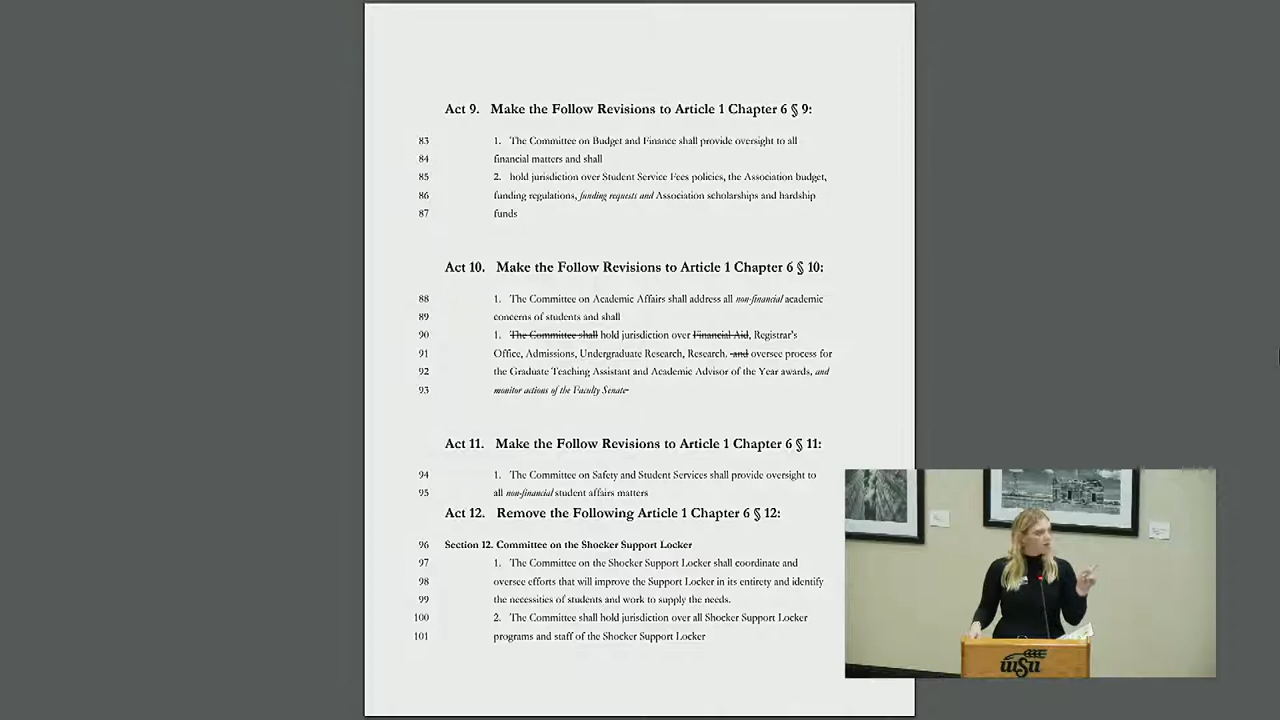 Act 9. Make the Follow Revisions to Article 1 Chapter 6 § 9:
83 1. The Committee on Budget and Finance shall provide oversight to all
84 financial matters and shall
85 2. hold jurisdiction over Student Service Fees policies, the Association budget,
86 funding regulations, funding requests and Association scholarships and hardship
87 funds
Act 10. Make the Follow Revisions to Article 1 Chapter 6 § 10:
88 1. The Committee on Academic Affairs shall address all non-financial academic
89 concerns of students and shall
90 1. The Committee shall hold jurisdiction over Financial Aid, Registrar's
91 Office, Admissions, Undergraduate Research, Research. -and oversee process for
92 the Graduate Teaching Assistant and Academic Advisor of the Year awards, and
93 monitor actions of the Faculty Senate-
Act 11. Make the Follow Revisions to Article 1 Chapter 6 § 11:
94 1. The Committee on Safety and Student Services shall provide oversight to
95 all non-financial student affairs matters
Act 12. Remove the Following Article 1 Chapter 6 § 12:
96 Section 12. Committee on the Shocker Support Locker
97 1. The Committee on the Shocker Support Locker shall coordinate and
98 oversee efforts that will improve the Support Locker in its entirety and identify
99 the necessities of students and work to supply the needs.
100 2. The Committee shall hold jurisdiction over all Shocker Support Locker
101 programs and staff of the Shocker Support Locker
WSU